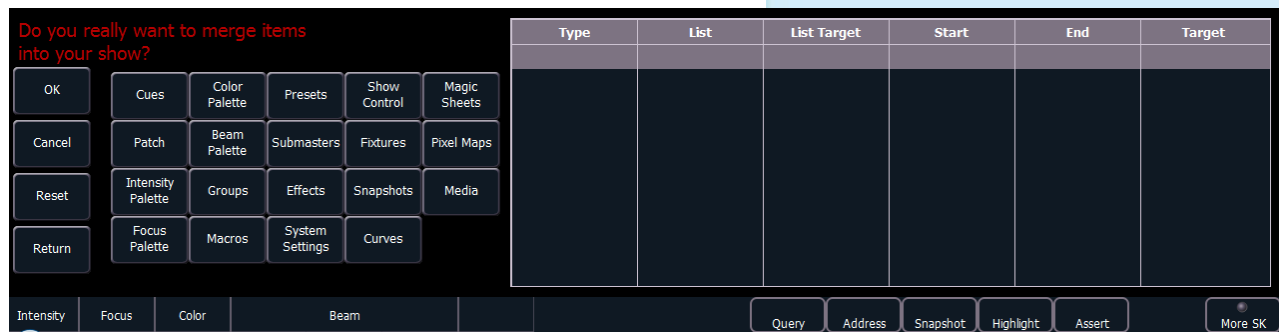 Do you really want to merge items
into your show?
Type List List Target Start End Target
OK Cues Color Palette Presets Show Control Magic Sheets
Cancel Patch Beam Palette Submasters Fixtures Pixel Maps
Reset Intensity Palette Groups Effects Snapshots Media
Return Focus Palette Macros System Settings Curves
Intensity Focus Color Beam Query Address Snapshot Highlight Assert More SK